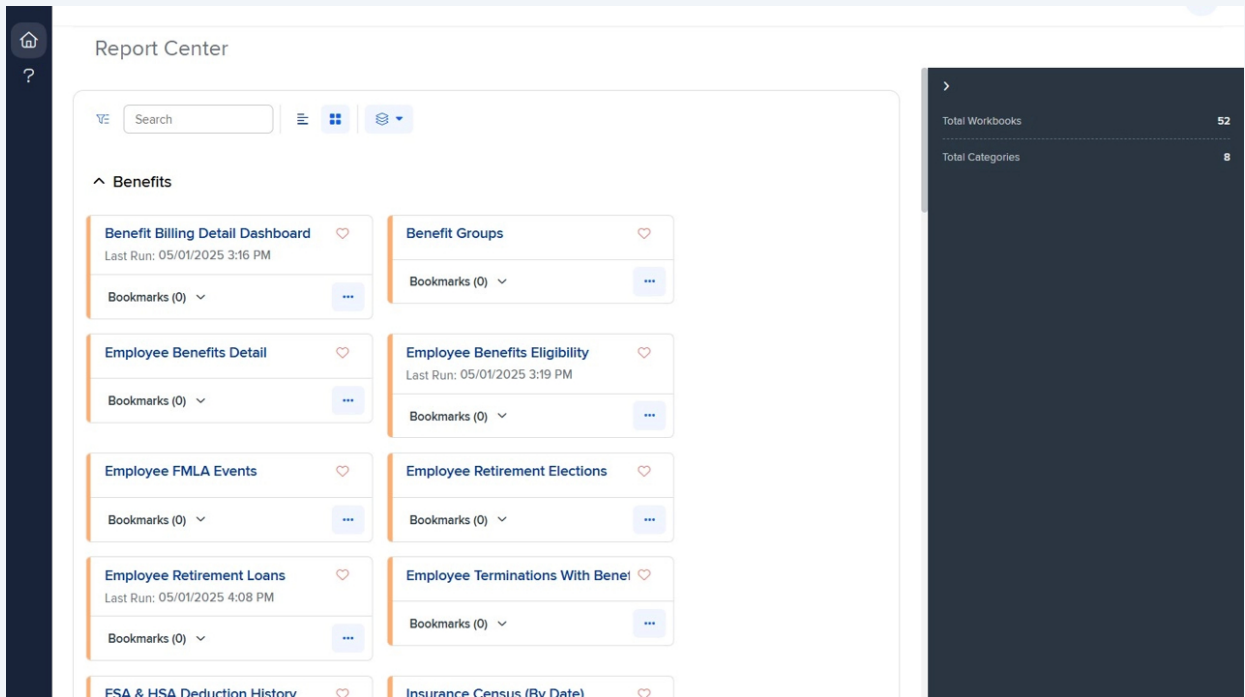 Report Center
?
Search
Total Workbooks 52
Total Categories 8
Benefits
Benefit Billing Detail Dashboard
Last Run: 05/01/2025 3:16 PM
Bookmarks (0)
Benefit Groups
Bookmarks (0)
Employee Benefits Detail
Bookmarks (0)
Employee Benefits Eligibility
Last Run: 05/01/2025 3:19 PM
Bookmarks (0)
Employee FMLA Events
Bookmarks (0)
Employee Retirement Elections
Bookmarks (0)
Employee Retirement Loans
Last Run: 05/01/2025 4:08 PM
Bookmarks (0)
Employee Terminations With Benef
Bookmarks (0)
FSA & HSA Deduction History
Insurance Census (By Date)